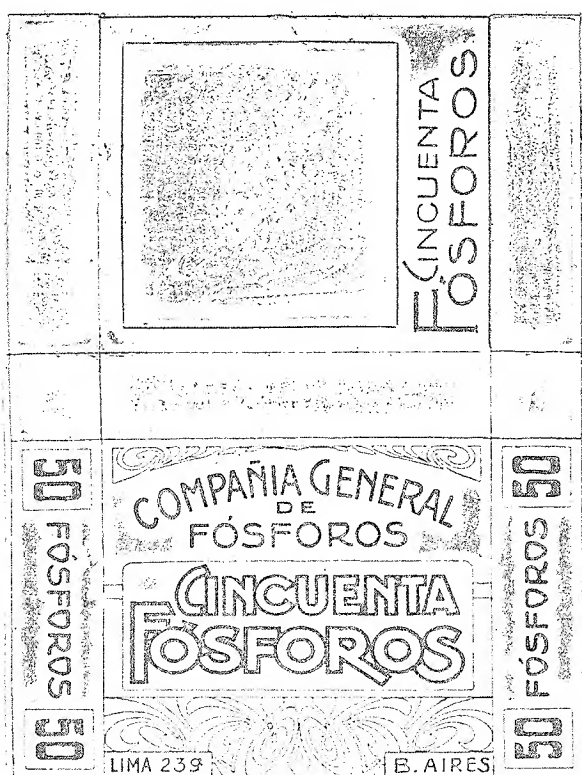 CINCUENTA
FÓSFOROS
COMPAÑIA GENERAL
DE
FÓSFOROS
CINCUENTA
FÓSFOROS
LIMA 239
B. AIRES
50
FÓSFOROS
50
50
FÓSFOROS
50